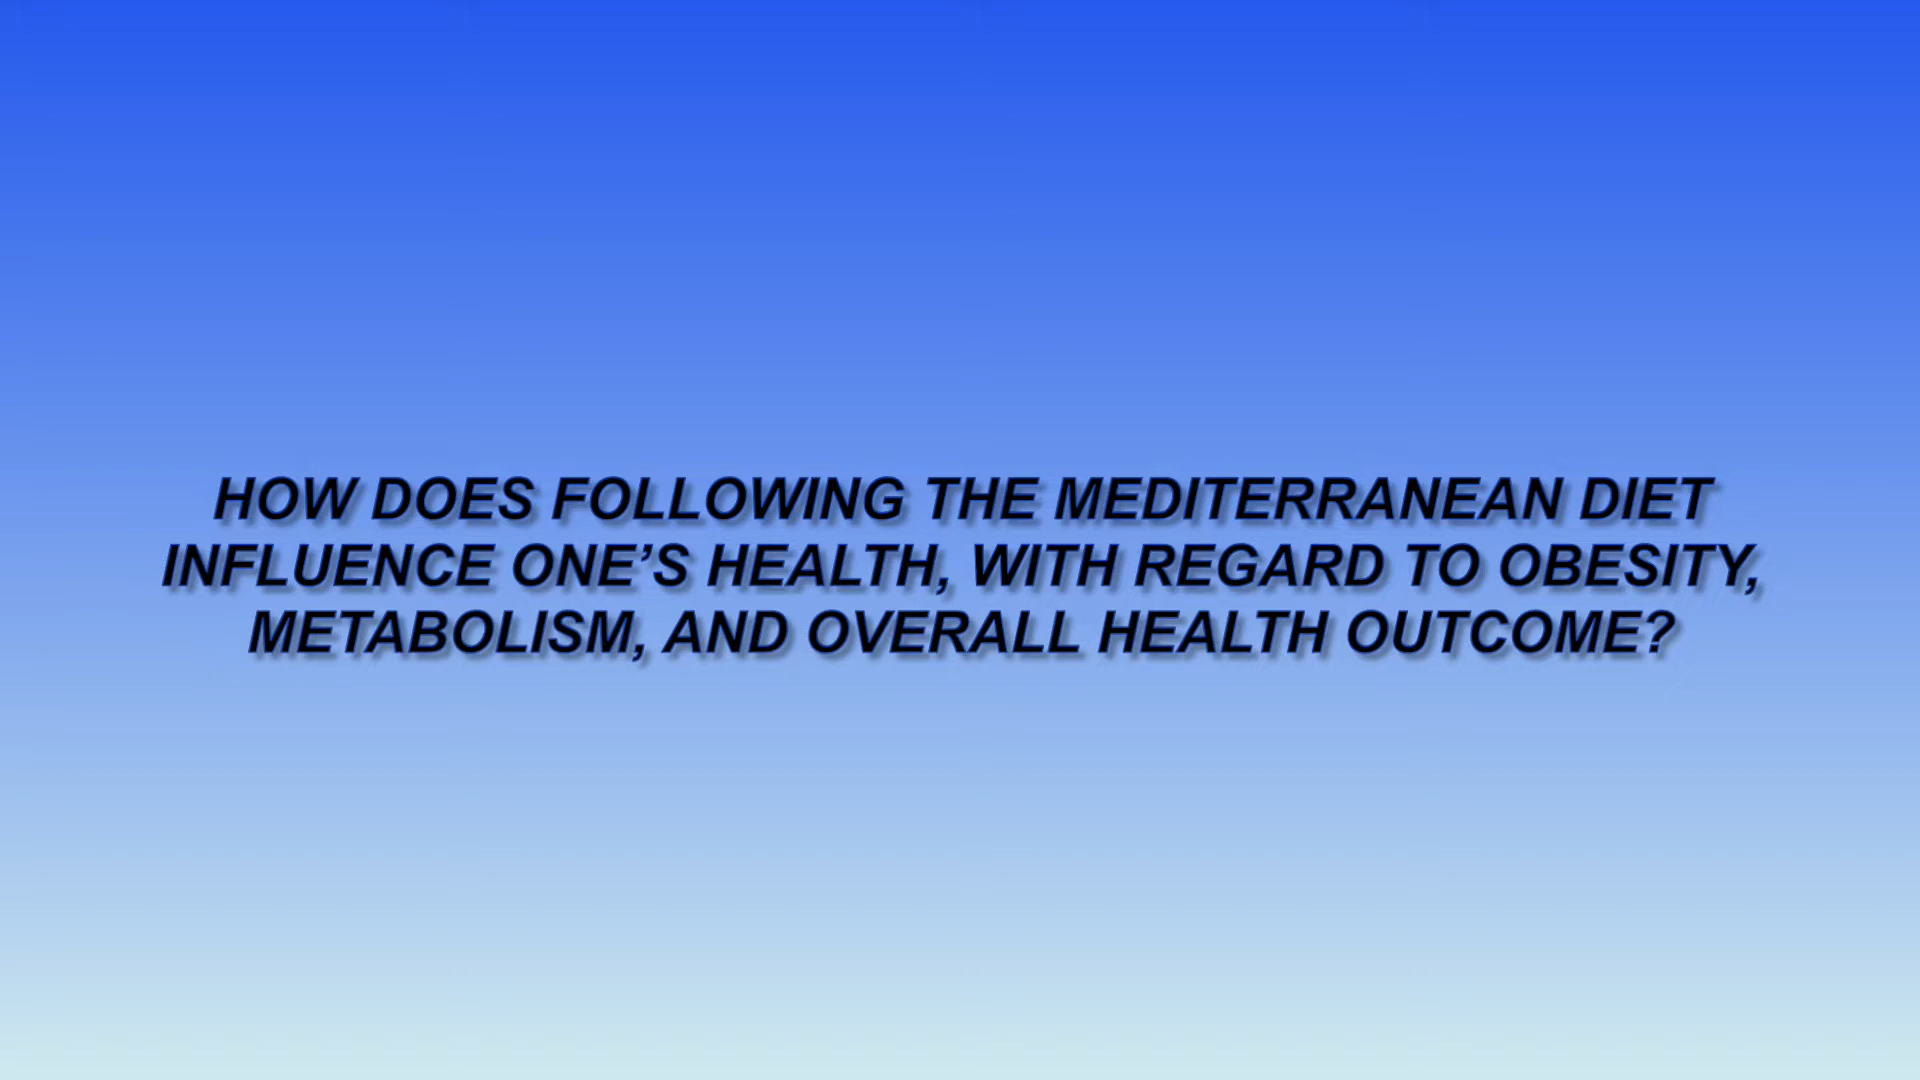 HOW DOES FOLLOWING THE MEDITERRANEAN DIET
INFLUENCE ONE’S HEALTH, WITH REGARD TO OBESITY,
METABOLISM, AND OVERALL HEALTH OUTCOME?